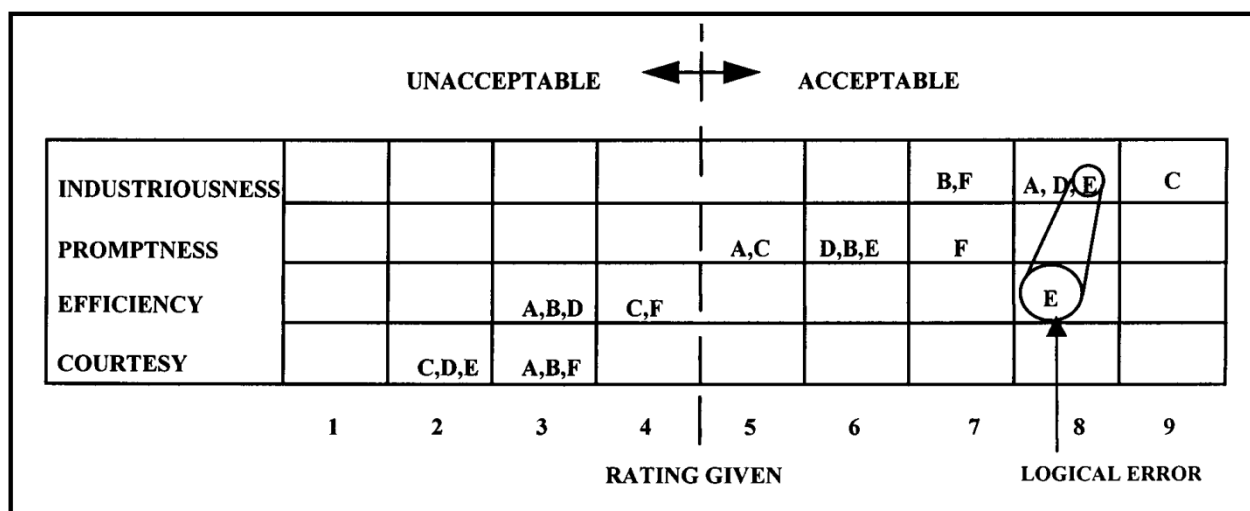 UNACCEPTABLE ACCEPTABLE
INDUSTRIOUSNESS B,F A, D, E C
PROMPTNESS A,C D,B,E F
EFFICIENCY A,B,D C,F E
COURTESY C,D,E A,B,F
1 2 3 4 5 6 7 8 9
RATING GIVEN LOGICAL ERROR